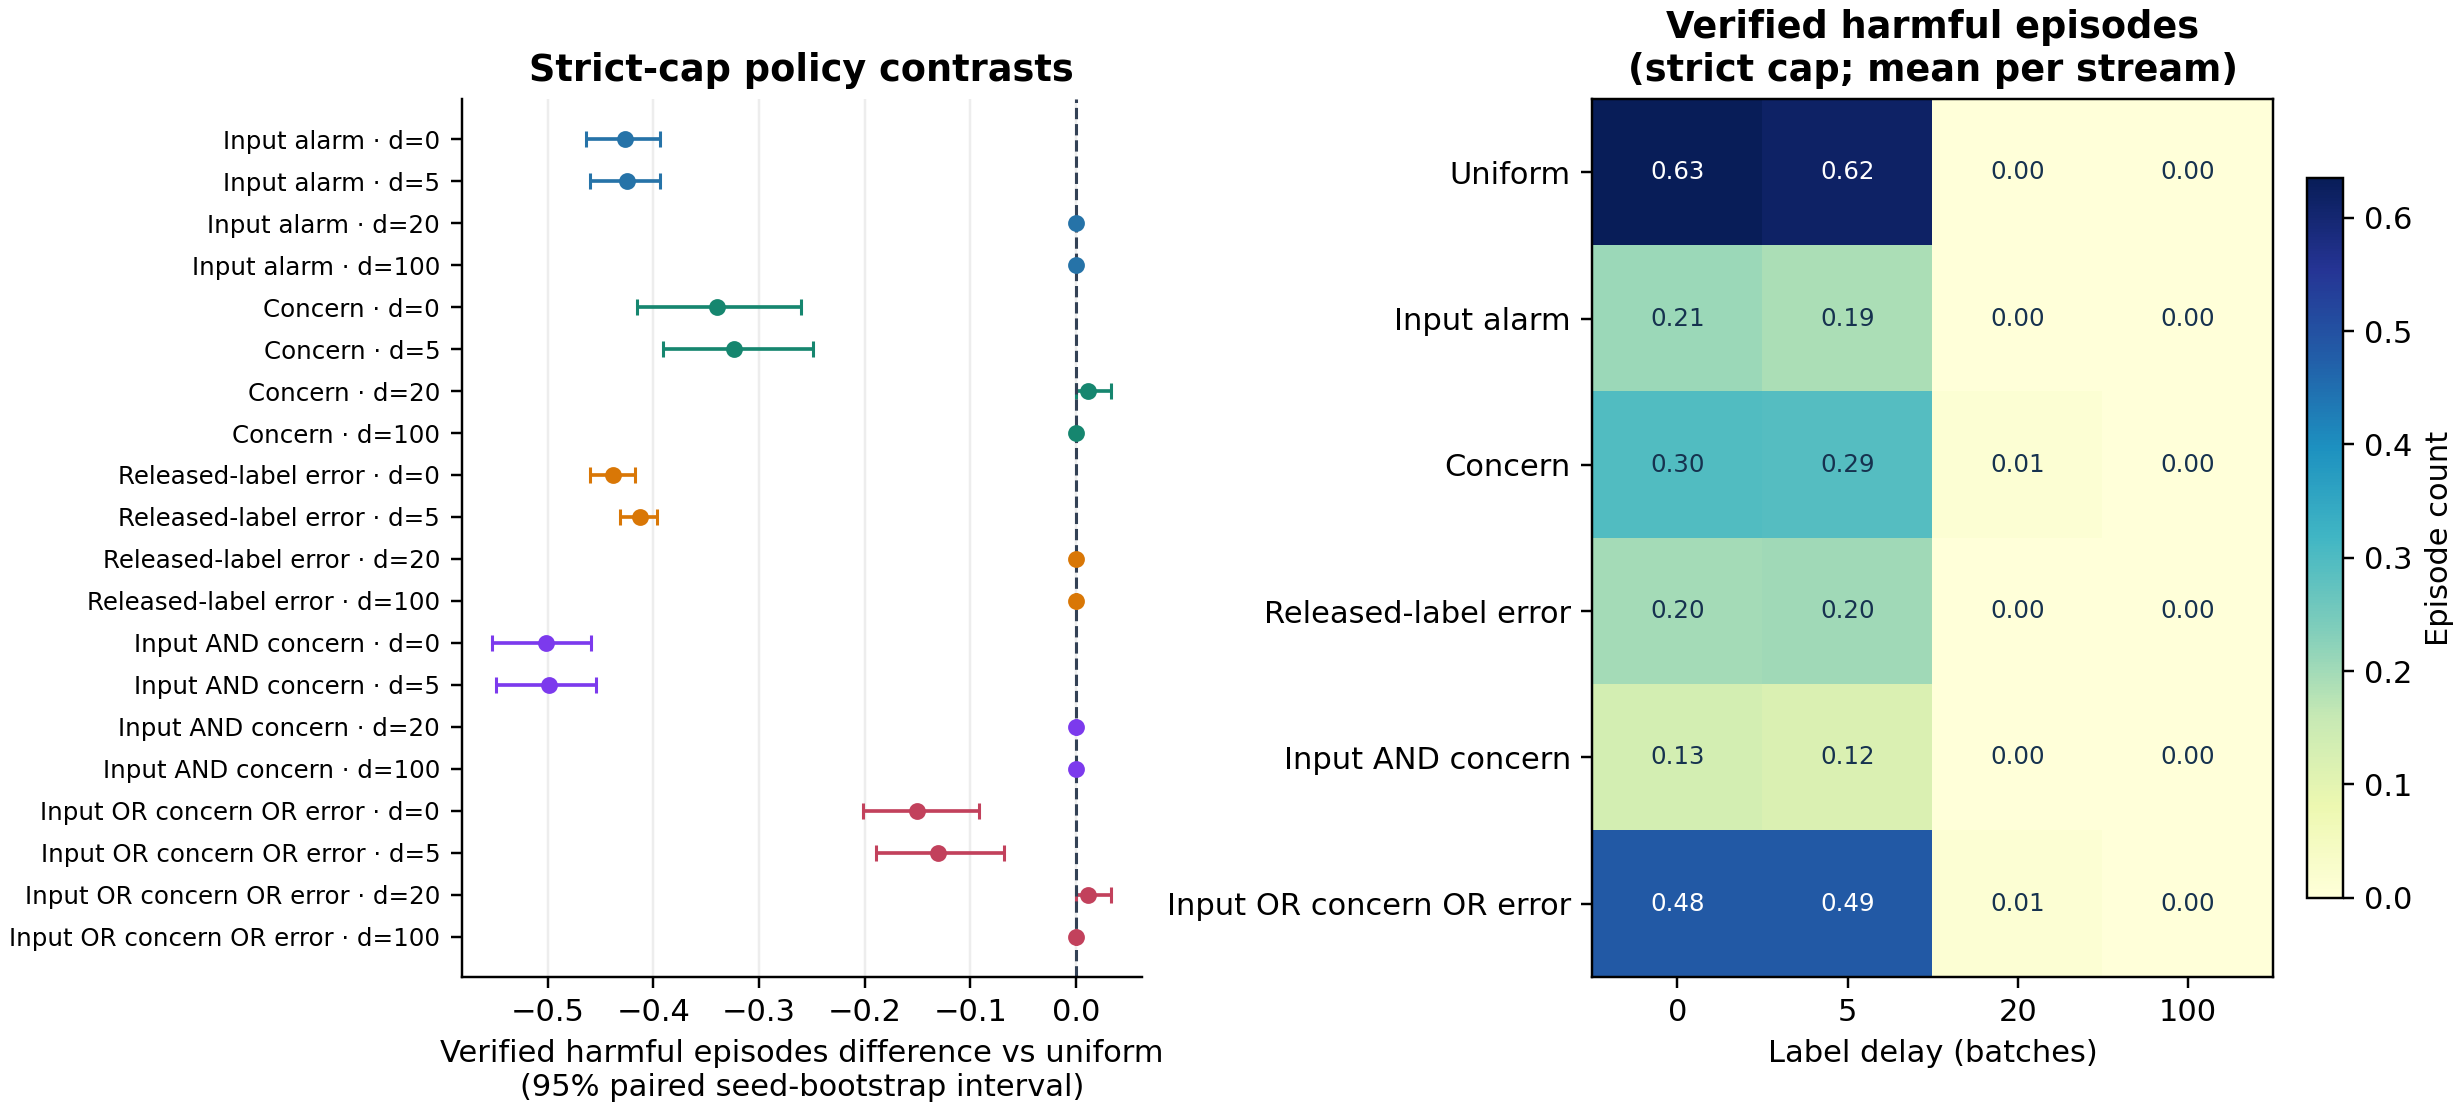 Strict-cap policy contrasts
Input alarm · d=0
Input alarm · d=5
Input alarm · d=20
Input alarm · d=100
Concern · d=0
Concern · d=5
Concern · d=20
Concern · d=100
Released-label error · d=0
Released-label error · d=5
Released-label error · d=20
Released-label error · d=100
Input AND concern · d=0
Input AND concern · d=5
Input AND concern · d=20
Input AND concern · d=100
Input OR concern OR error · d=0
Input OR concern OR error · d=5
Input OR concern OR error · d=20
Input OR concern OR error · d=100
−0.5 −0.4 −0.3 −0.2 −0.1 0.0
Verified harmful episodes difference vs uniform
(95% paired seed-bootstrap interval)
Verified harmful episodes
(strict cap; mean per stream)
Uniform 0.63 0.62 0.00 0.00
Input alarm 0.21 0.19 0.00 0.00
Concern 0.30 0.29 0.01 0.00
Released-label error 0.20 0.20 0.00 0.00
Input AND concern 0.13 0.12 0.00 0.00
Input OR concern OR error 0.48 0.49 0.01 0.00
0 5 20 100
Label delay (batches)
0.6
0.5
0.4
0.3
0.2
0.1
0.0
Episode count